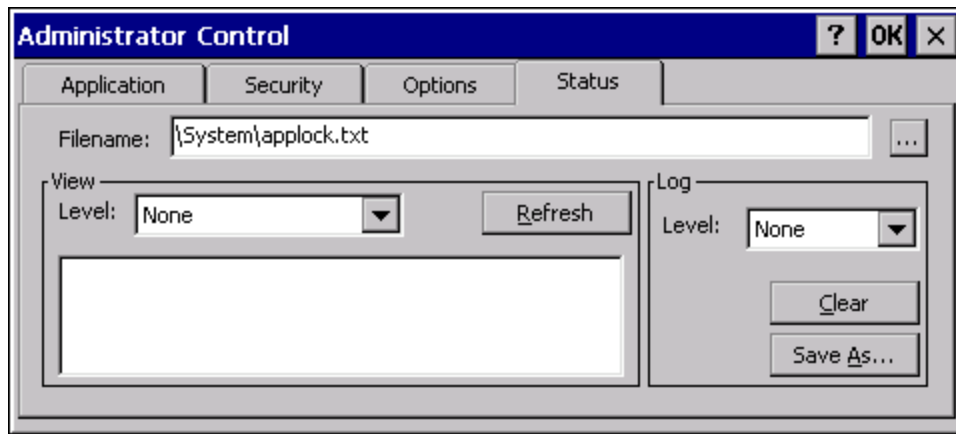 Administrator Control ? OK ×
Application Security Options Status
Filename: \System\applock.txt ...
View
Level: None Refresh
Log
Level: None
Clear
Save As...